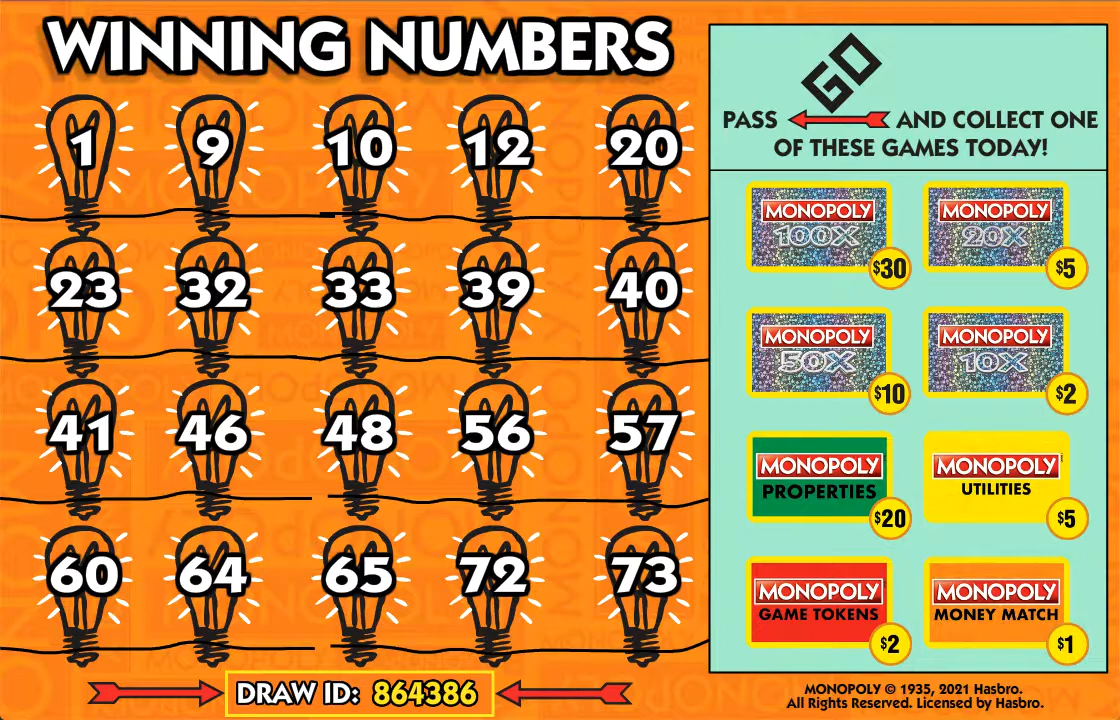 WINNING NUMBERS
1 9 10 12 20
23 32 33 39 40
41 46 48 56 57
60 64 65 72 73
DRAW ID: 864386
GO
PASS AND COLLECT ONE
OF THESE GAMES TODAY!
MONOPOLY
100X
$30
MONOPOLY
20X
$5
MONOPOLY
50X
$10
MONOPOLY
10X
$2
MONOPOLY
PROPERTIES
$20
MONOPOLY
UTILITIES
$5
MONOPOLY
GAME TOKENS
$2
MONOPOLY
MONEY MATCH
$1
MONOPOLY © 1935, 2021 Hasbro.
All Rights Reserved. Licensed by Hasbro.